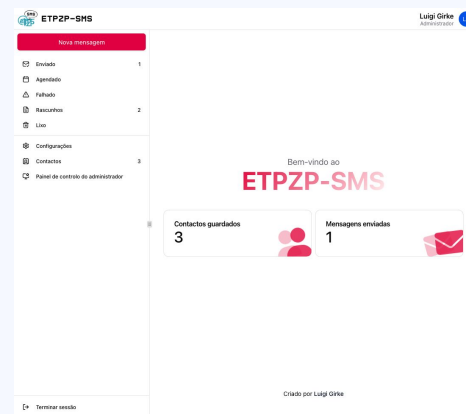 SMS
ETPZP-SMS
Luigi Girke
Administrador
Nova mensagem
Enviado 1
Agendado
Falhado
Rascunhos 2
Lixo
Configurações
Contactos 3
Painel de controlo do administrador
Bem-vindo ao
ETPZP-SMS
Contactos guardados
3
Mensagens enviadas
1
Criado por Luigi Girke
Terminar sessão